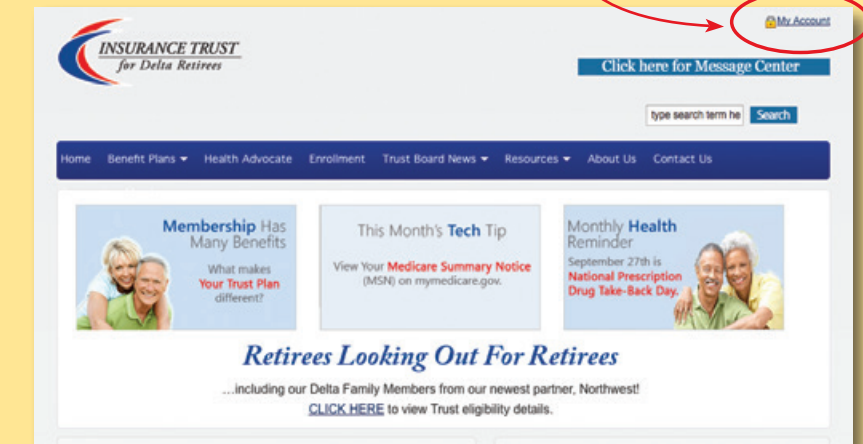 My Account
INSURANCE TRUST
for Delta Retirees
Click here for Message Center
type search term he Search
Home Benefit Plans Health Advocate Enrollment Trust Board News Resources About Us Contact Us
Membership Has
Many Benefits
What makes
Your Trust Plan
different?
This Month's Tech Tip
View Your Medicare Summary Notice
(MSN) on mymedicare.gov.
Monthly Health
Reminder
September 27th is
National Prescription
Drug Take-Back Day.
Retirees Looking Out For Retirees
…including our Delta Family Members from our newest partner, Northwest!
CLICK HERE to view Trust eligibility details.